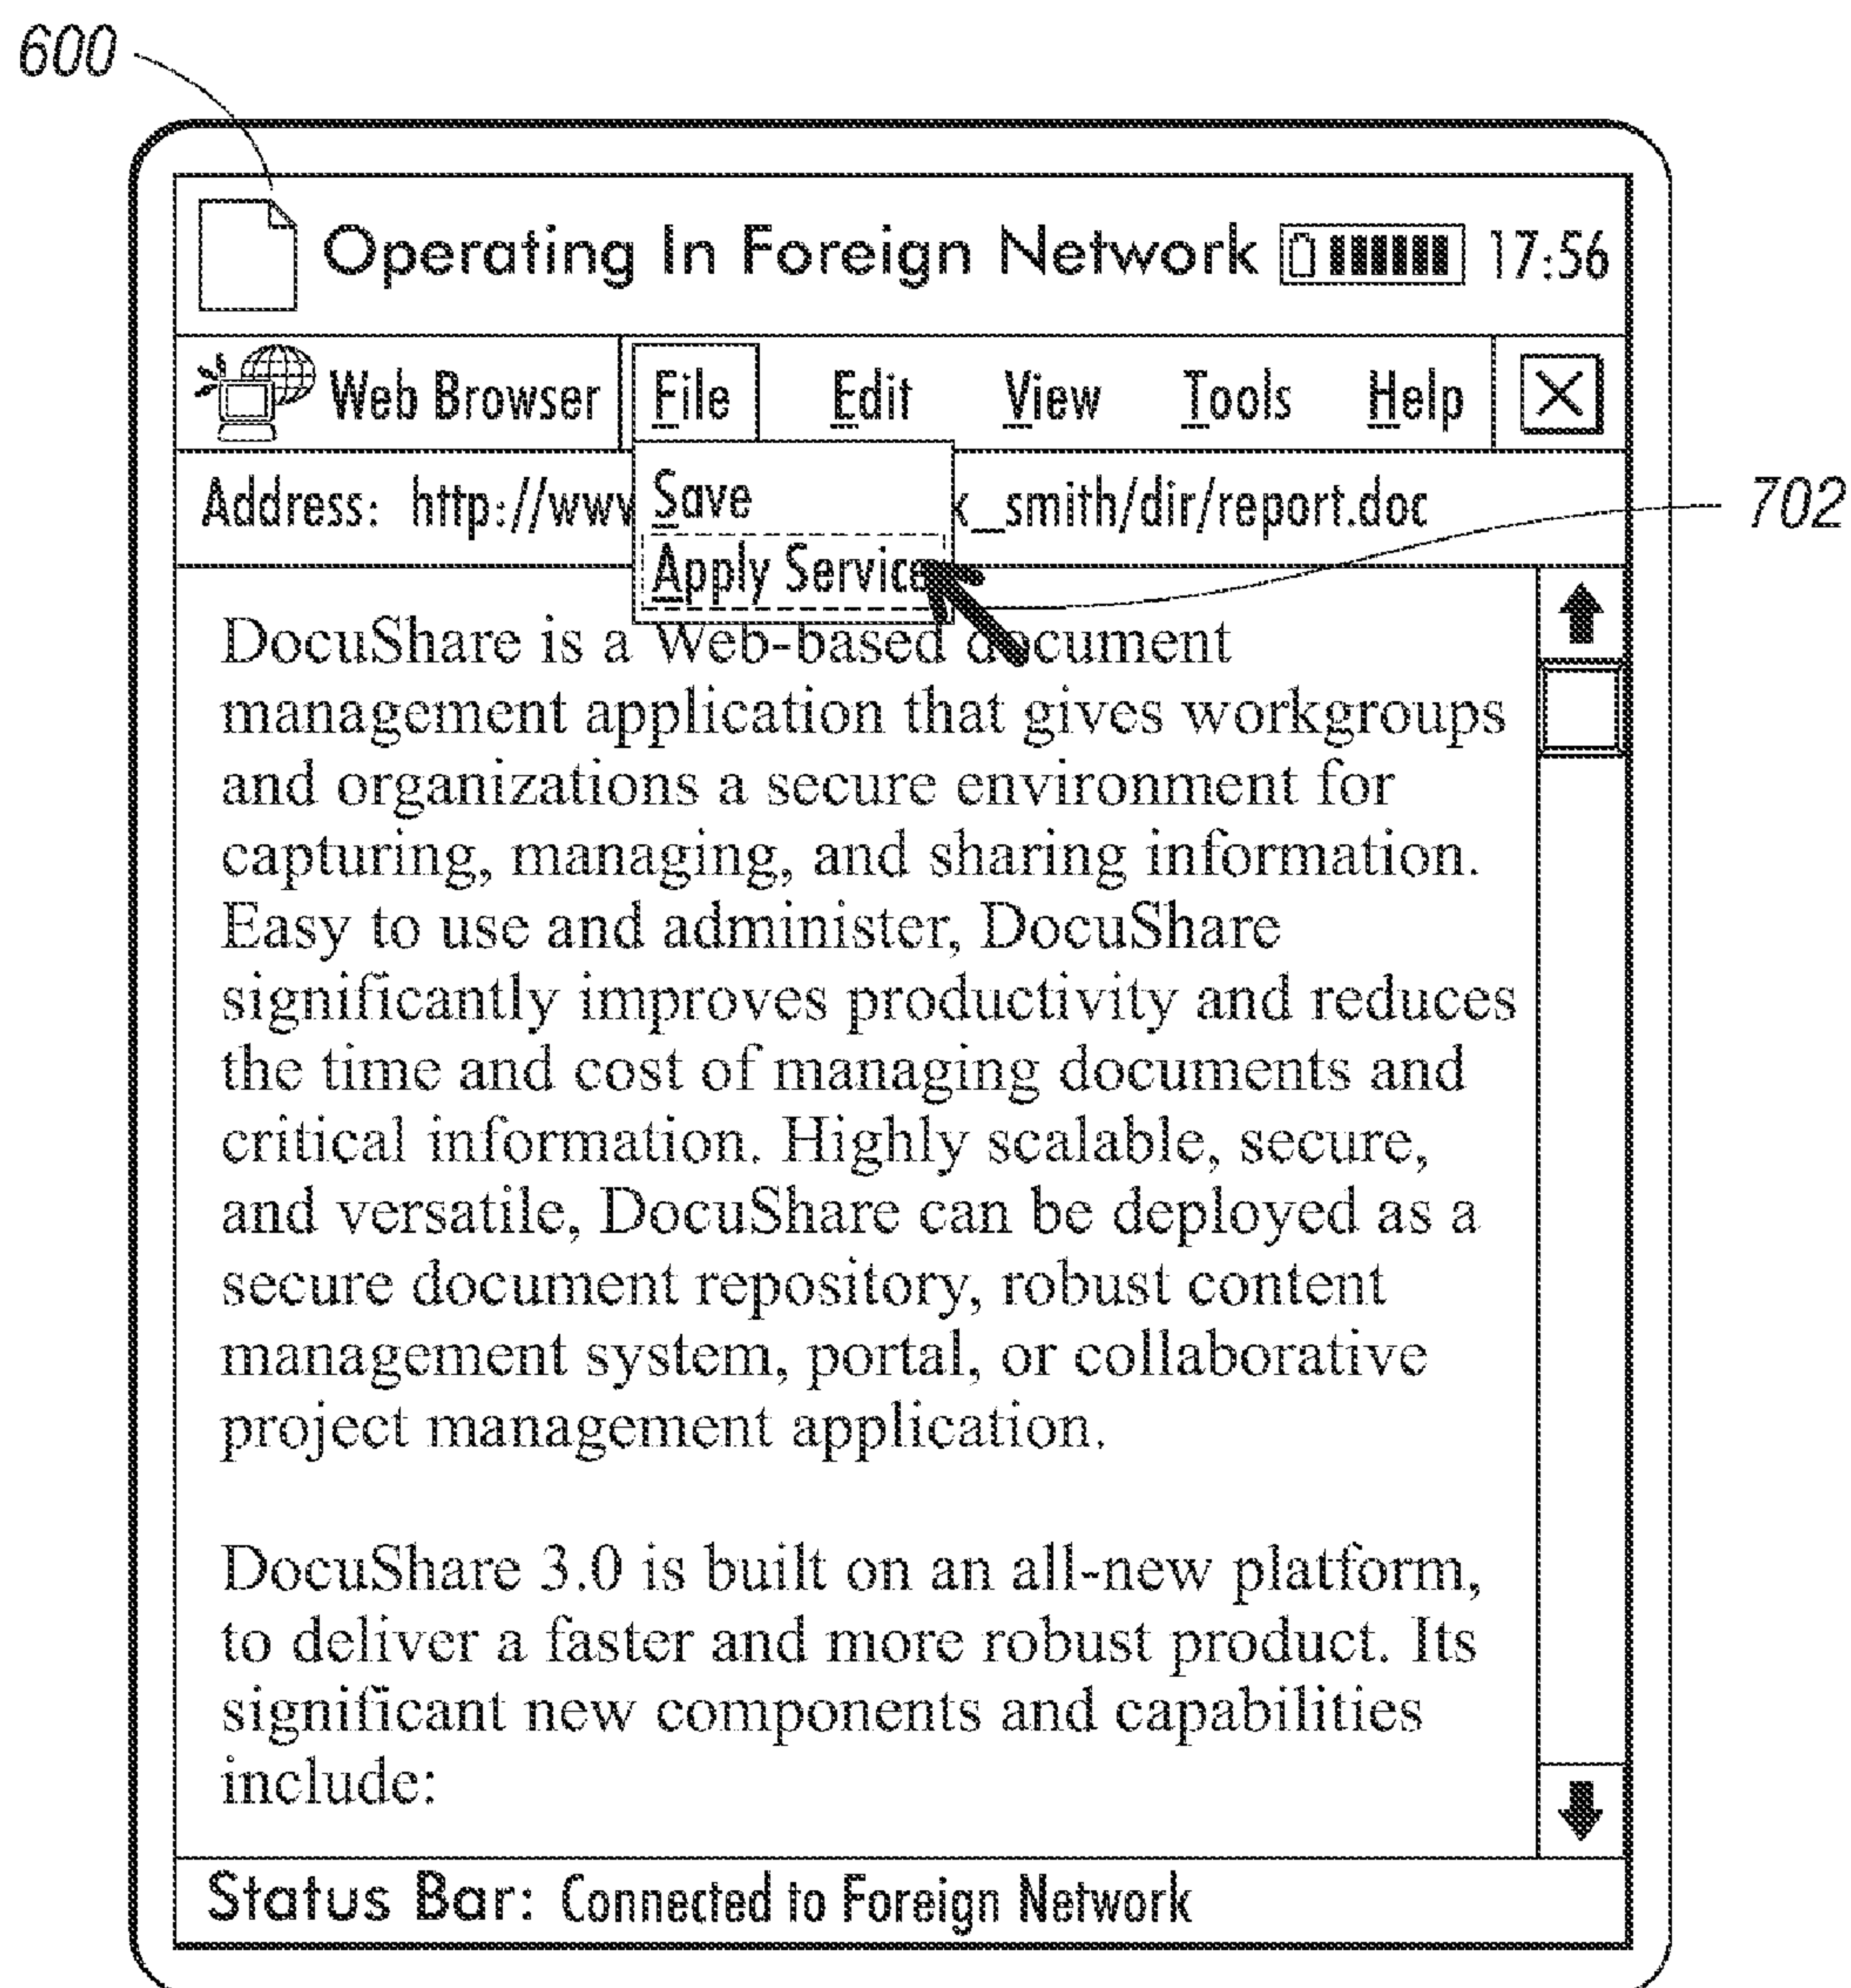 600
Operating In Foreign Network 17:56
Web Browser File Edit View Tools Help
Save
Address: http://www _smith/dir/report.doc
702
Apply Service
DocuShare is a Web-based document
management application that gives workgroups
and organizations a secure environment for
capturing, managing, and sharing information.
Easy to use and administer, DocuShare
significantly improves productivity and reduces
the time and cost of managing documents and
critical information. Highly scalable, secure,
and versatile, DocuShare can be deployed as a
secure document repository, robust content
management system, portal, or collaborative
project management application.
DocuShare 3.0 is built on an all-new platform,
to deliver a faster and more robust product. Its
significant new components and capabilities
include:
Status Bar: Connected to Foreign Network